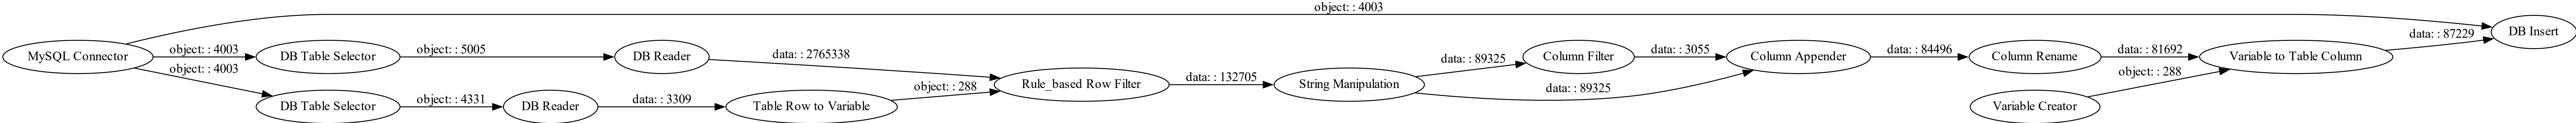 object: : 4003
MySQL Connector
object: : 4003
DB Table Selector
object: : 5005
DB Reader
data: : 2765338
object: : 4003
DB Table Selector
object: : 4331
DB Reader
data: : 3309
Table Row to Variable
object: : 288
Rule_based Row Filter
data: : 132705
String Manipulation
data: : 89325
Column Filter
data: : 3055
data: : 89325
Column Appender
data: : 84496
Column Rename
data: : 81692
Variable Creator
object: : 288
Variable to Table Column
data: : 87229
DB Insert